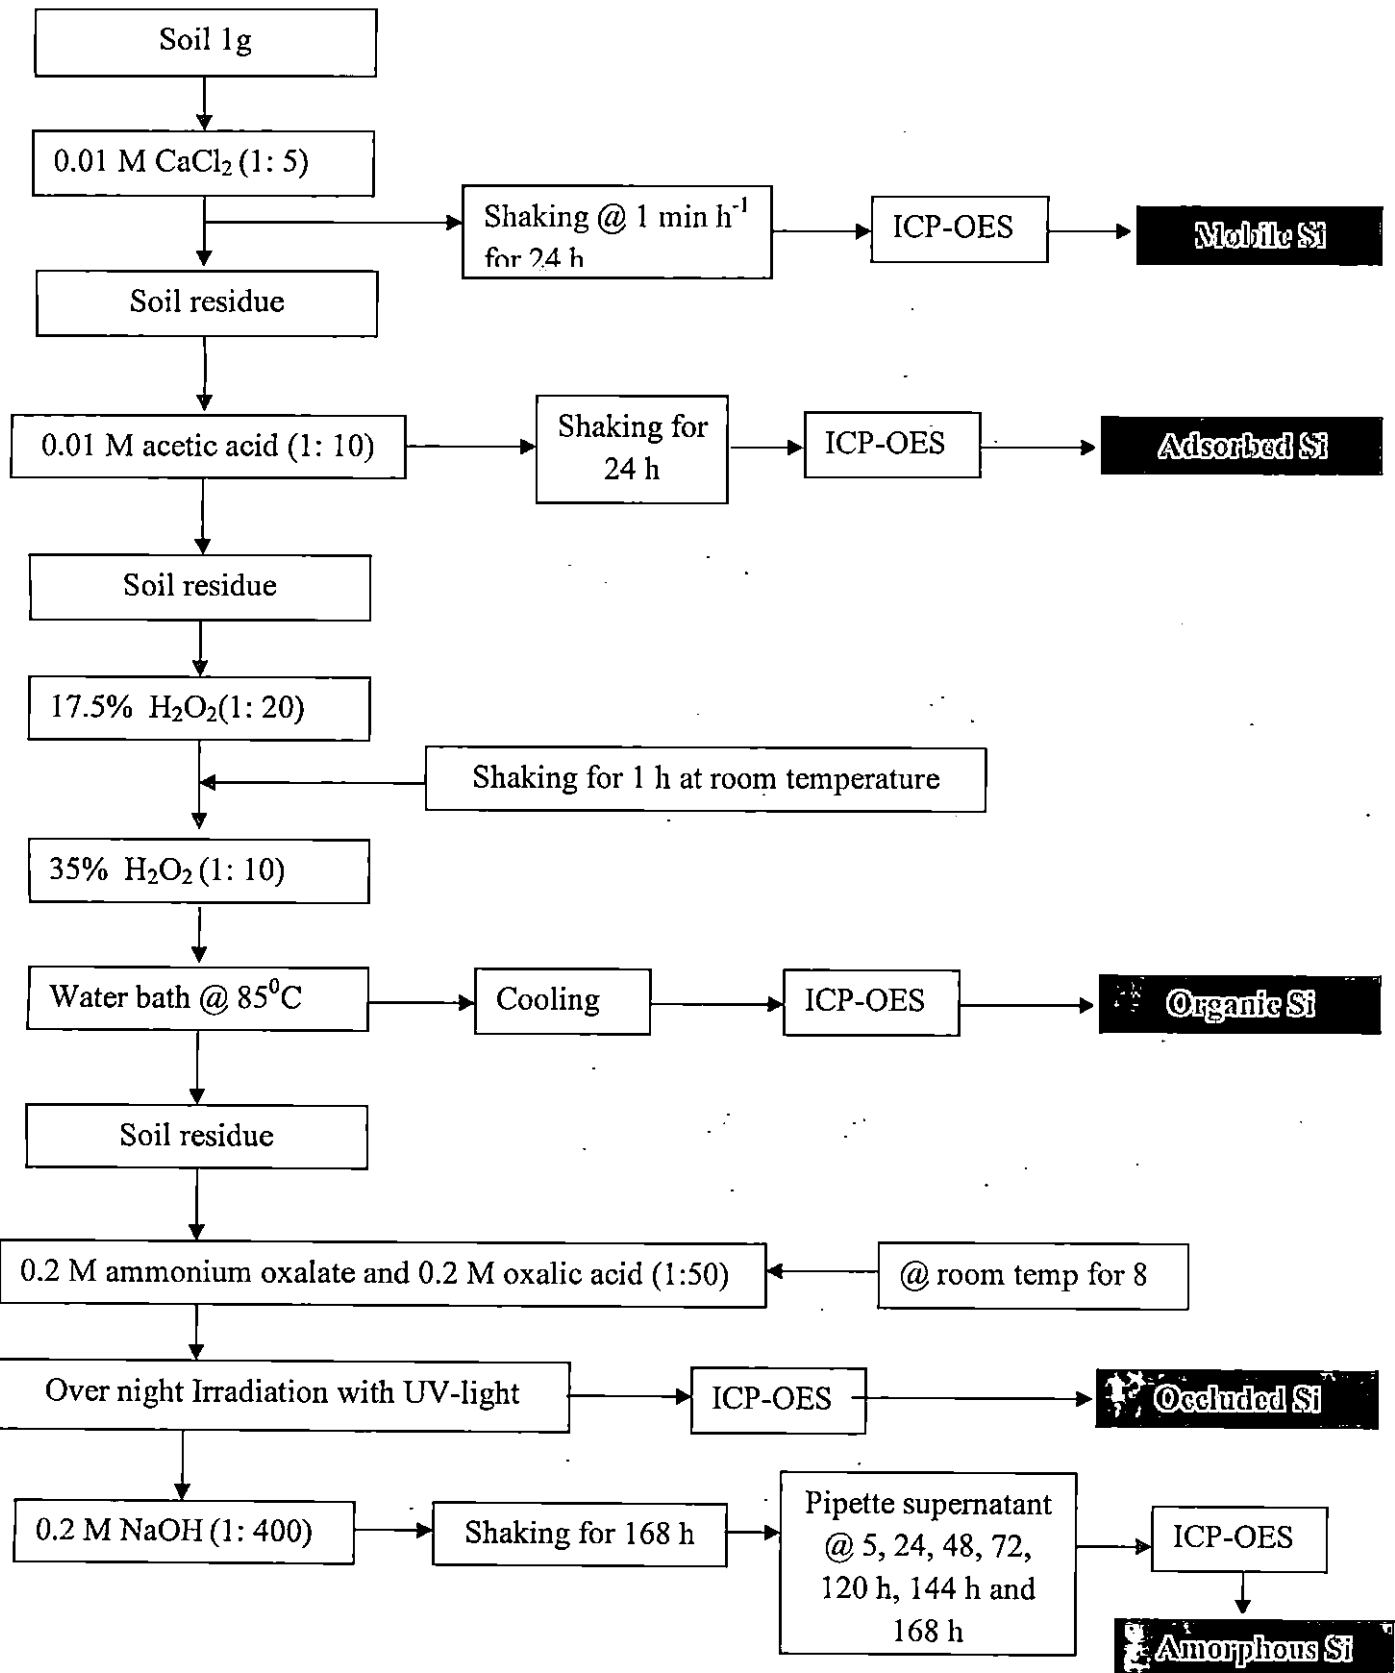 Soil 1g
0.01 M CaCl₂ (1: 5)
Shaking @ 1 min h⁻¹
for 24 h
ICP-OES
Mobile Si
Soil residue
0.01 M acetic acid (1: 10)
Shaking for
24 h
ICP-OES
Adsorbed Si
Soil residue
17.5% H₂O₂(1: 20)
Shaking for 1 h at room temperature
35% H₂O₂ (1: 10)
Water bath @ 85⁰C
Cooling
ICP-OES
Organic Si
Soil residue
0.2 M ammonium oxalate and 0.2 M oxalic acid (1:50)
@ room temp for 8
Over night Irradiation with UV-light
ICP-OES
Occluded Si
0.2 M NaOH (1: 400)
Shaking for 168 h
Pipette supernatant
@ 5, 24, 48, 72,
120 h, 144 h and
168 h
ICP-OES
Amorphous Si